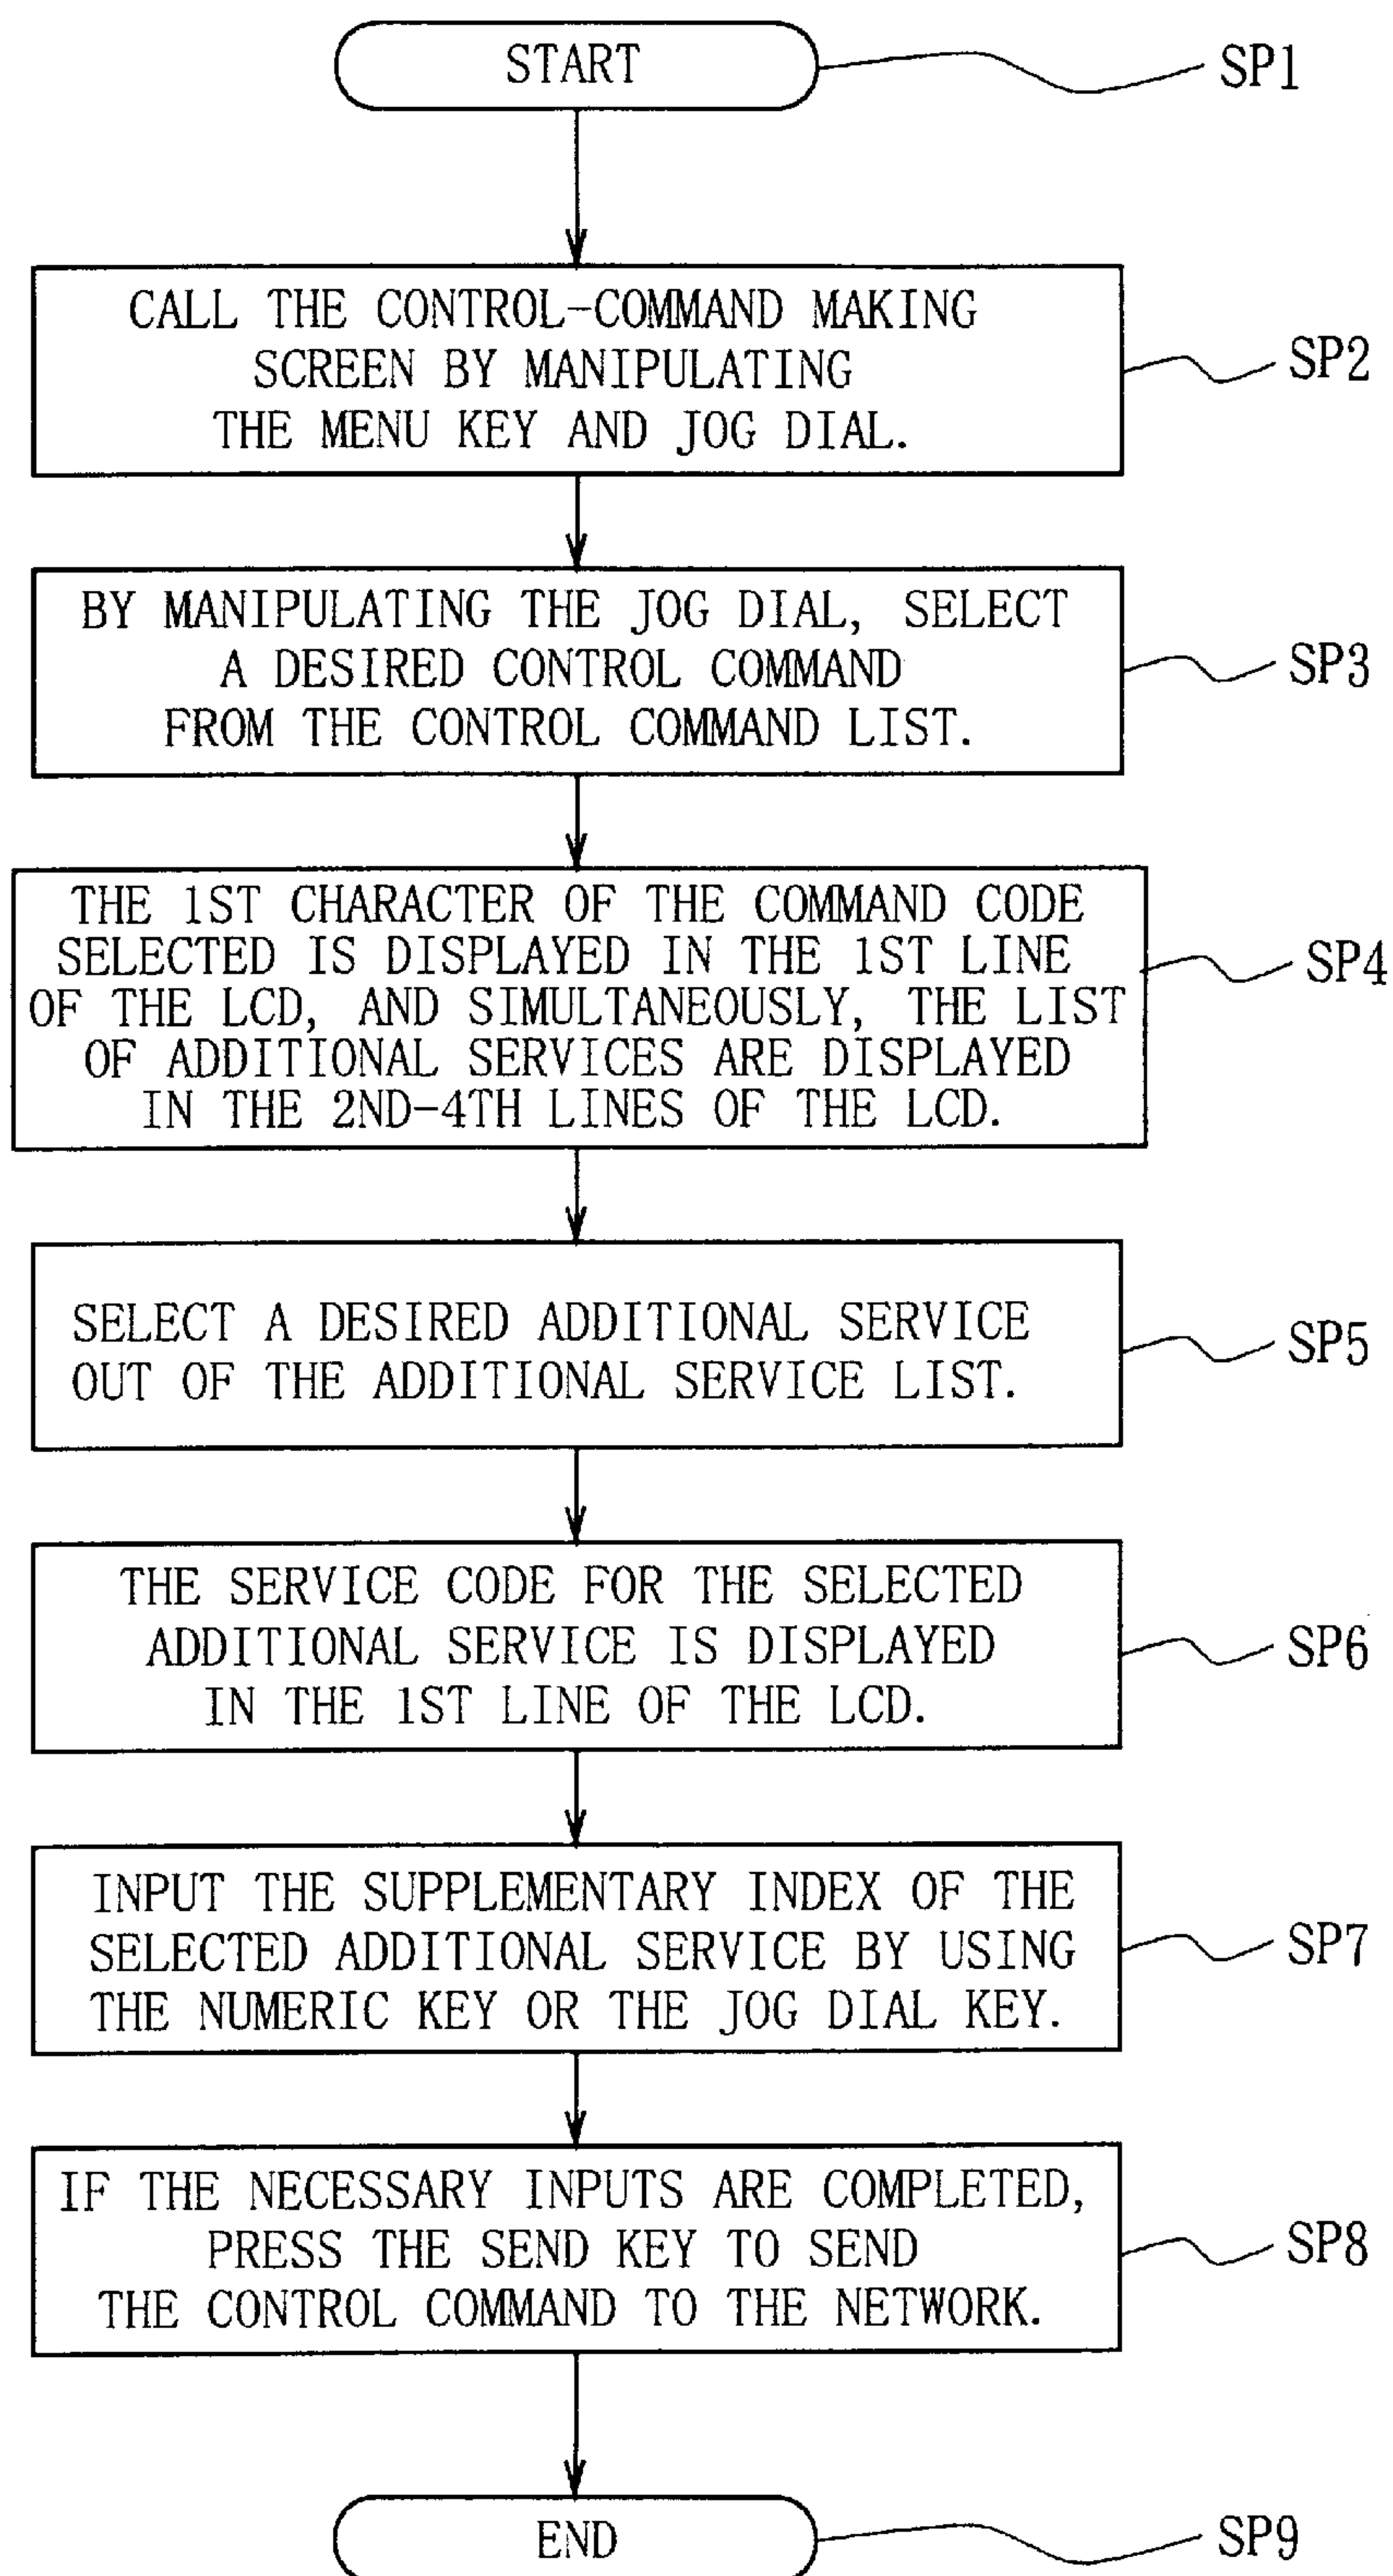 START
SP1
CALL THE CONTROL-COMMAND MAKING
SCREEN BY MANIPULATING
THE MENU KEY AND JOG DIAL.
SP2
BY MANIPULATING THE JOG DIAL, SELECT
A DESIRED CONTROL COMMAND
FROM THE CONTROL COMMAND LIST.
SP3
THE 1ST CHARACTER OF THE COMMAND CODE
SELECTED IS DISPLAYED IN THE 1ST LINE
OF THE LCD, AND SIMULTANEOUSLY, THE LIST
OF ADDITIONAL SERVICES ARE DISPLAYED
IN THE 2ND-4TH LINES OF THE LCD.
SP4
SELECT A DESIRED ADDITIONAL SERVICE
OUT OF THE ADDITIONAL SERVICE LIST.
SP5
THE SERVICE CODE FOR THE SELECTED
ADDITIONAL SERVICE IS DISPLAYED
IN THE 1ST LINE OF THE LCD.
SP6
INPUT THE SUPPLEMENTARY INDEX OF THE
SELECTED ADDITIONAL SERVICE BY USING
THE NUMERIC KEY OR THE JOG DIAL KEY.
SP7
IF THE NECESSARY INPUTS ARE COMPLETED,
PRESS THE SEND KEY TO SEND
THE CONTROL COMMAND TO THE NETWORK.
SP8
END
SP9